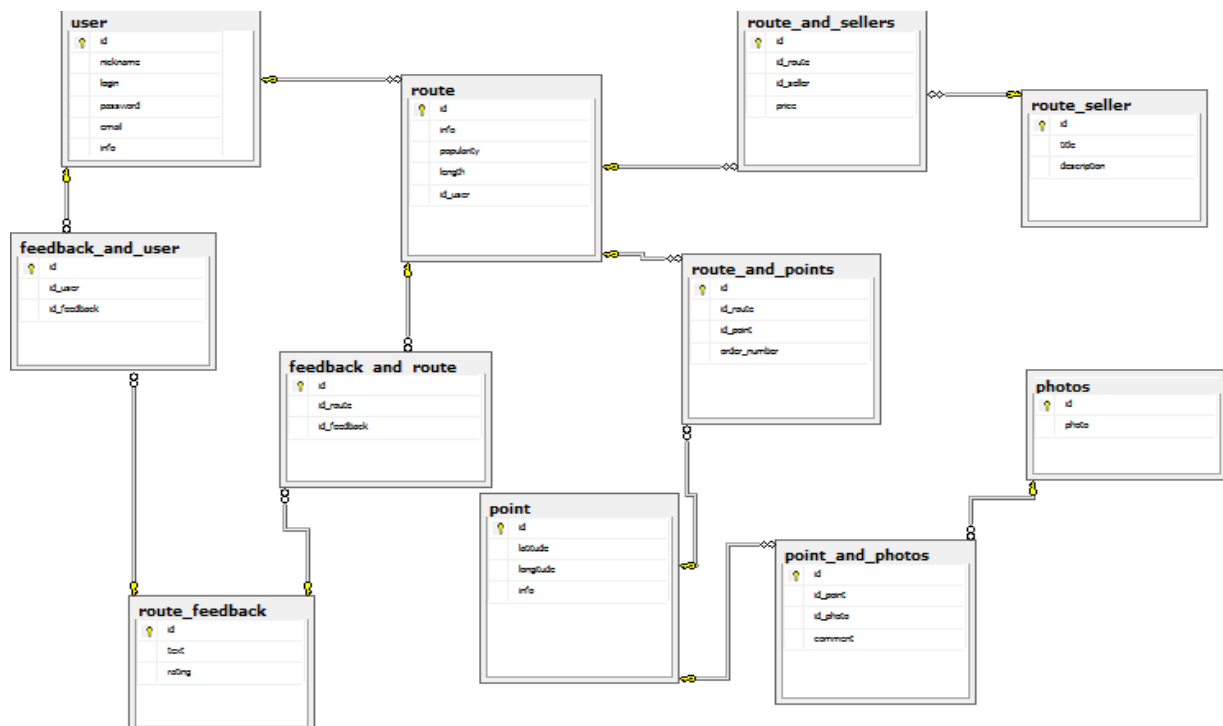 user
id
nickname
login
password
email
info
route
id
info
popularity
length
id_user
route_and_sellers
id
id_route
id_seller
price
route_seller
id
title
description
feedback_and_user
id
id_user
id_feedback
feedback_and_route
id
id_route
id_feedback
route_and_points
id
id_route
id_point
order_number
photos
id
photo
point
id
latitude
longitude
info
point_and_photos
id
id_point
id_photo
comment
route_feedback
id
text
rating